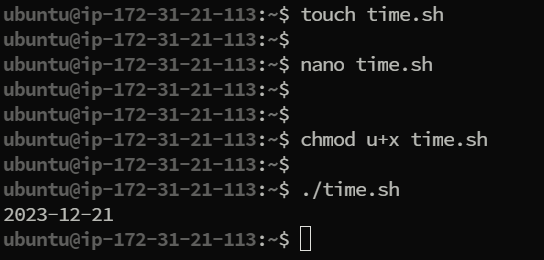 ubuntu@ip-172-31-21-113:~$ touch time.sh
ubuntu@ip-172-31-21-113:~$
ubuntu@ip-172-31-21-113:~$ nano time.sh
ubuntu@ip-172-31-21-113:~$
ubuntu@ip-172-31-21-113:~$
ubuntu@ip-172-31-21-113:~$ chmod u+x time.sh
ubuntu@ip-172-31-21-113:~$
ubuntu@ip-172-31-21-113:~$ ./time.sh
2023-12-21
ubuntu@ip-172-31-21-113:~$